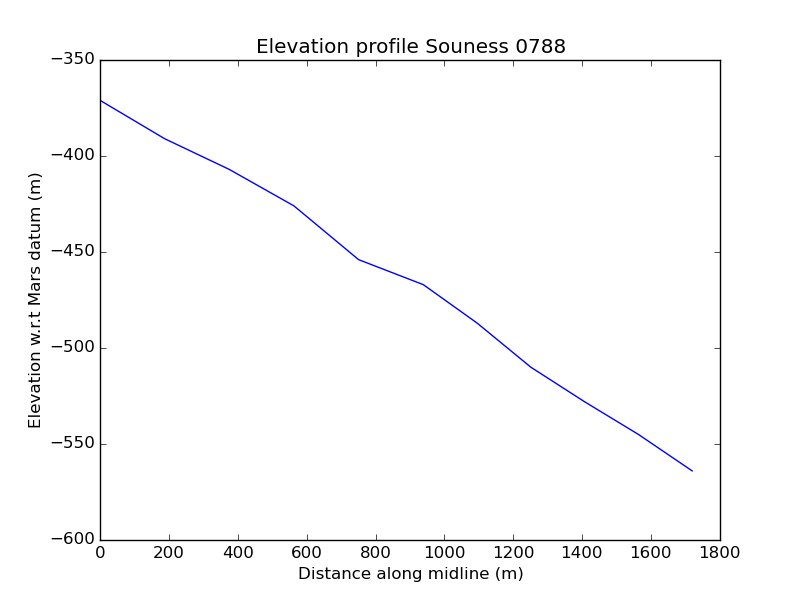 Elevation profile Souness 0788
Elevation w.r.t Mars datum (m)
−350
−400
−450
−500
−550
−600
0 200 400 600 800 1000 1200 1400 1600 1800
Distance along midline (m)